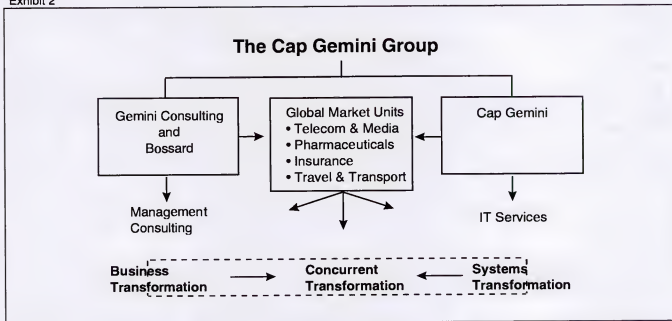 Exhibit 2
The Cap Gemini Group
Gemini Consulting
and
Bossard
Global Market Units
• Telecom & Media
• Pharmaceuticals
• Insurance
• Travel & Transport
Cap Gemini
Management
Consulting
IT Services
Business
Transformation
Concurrent
Transformation
Systems
Transformation